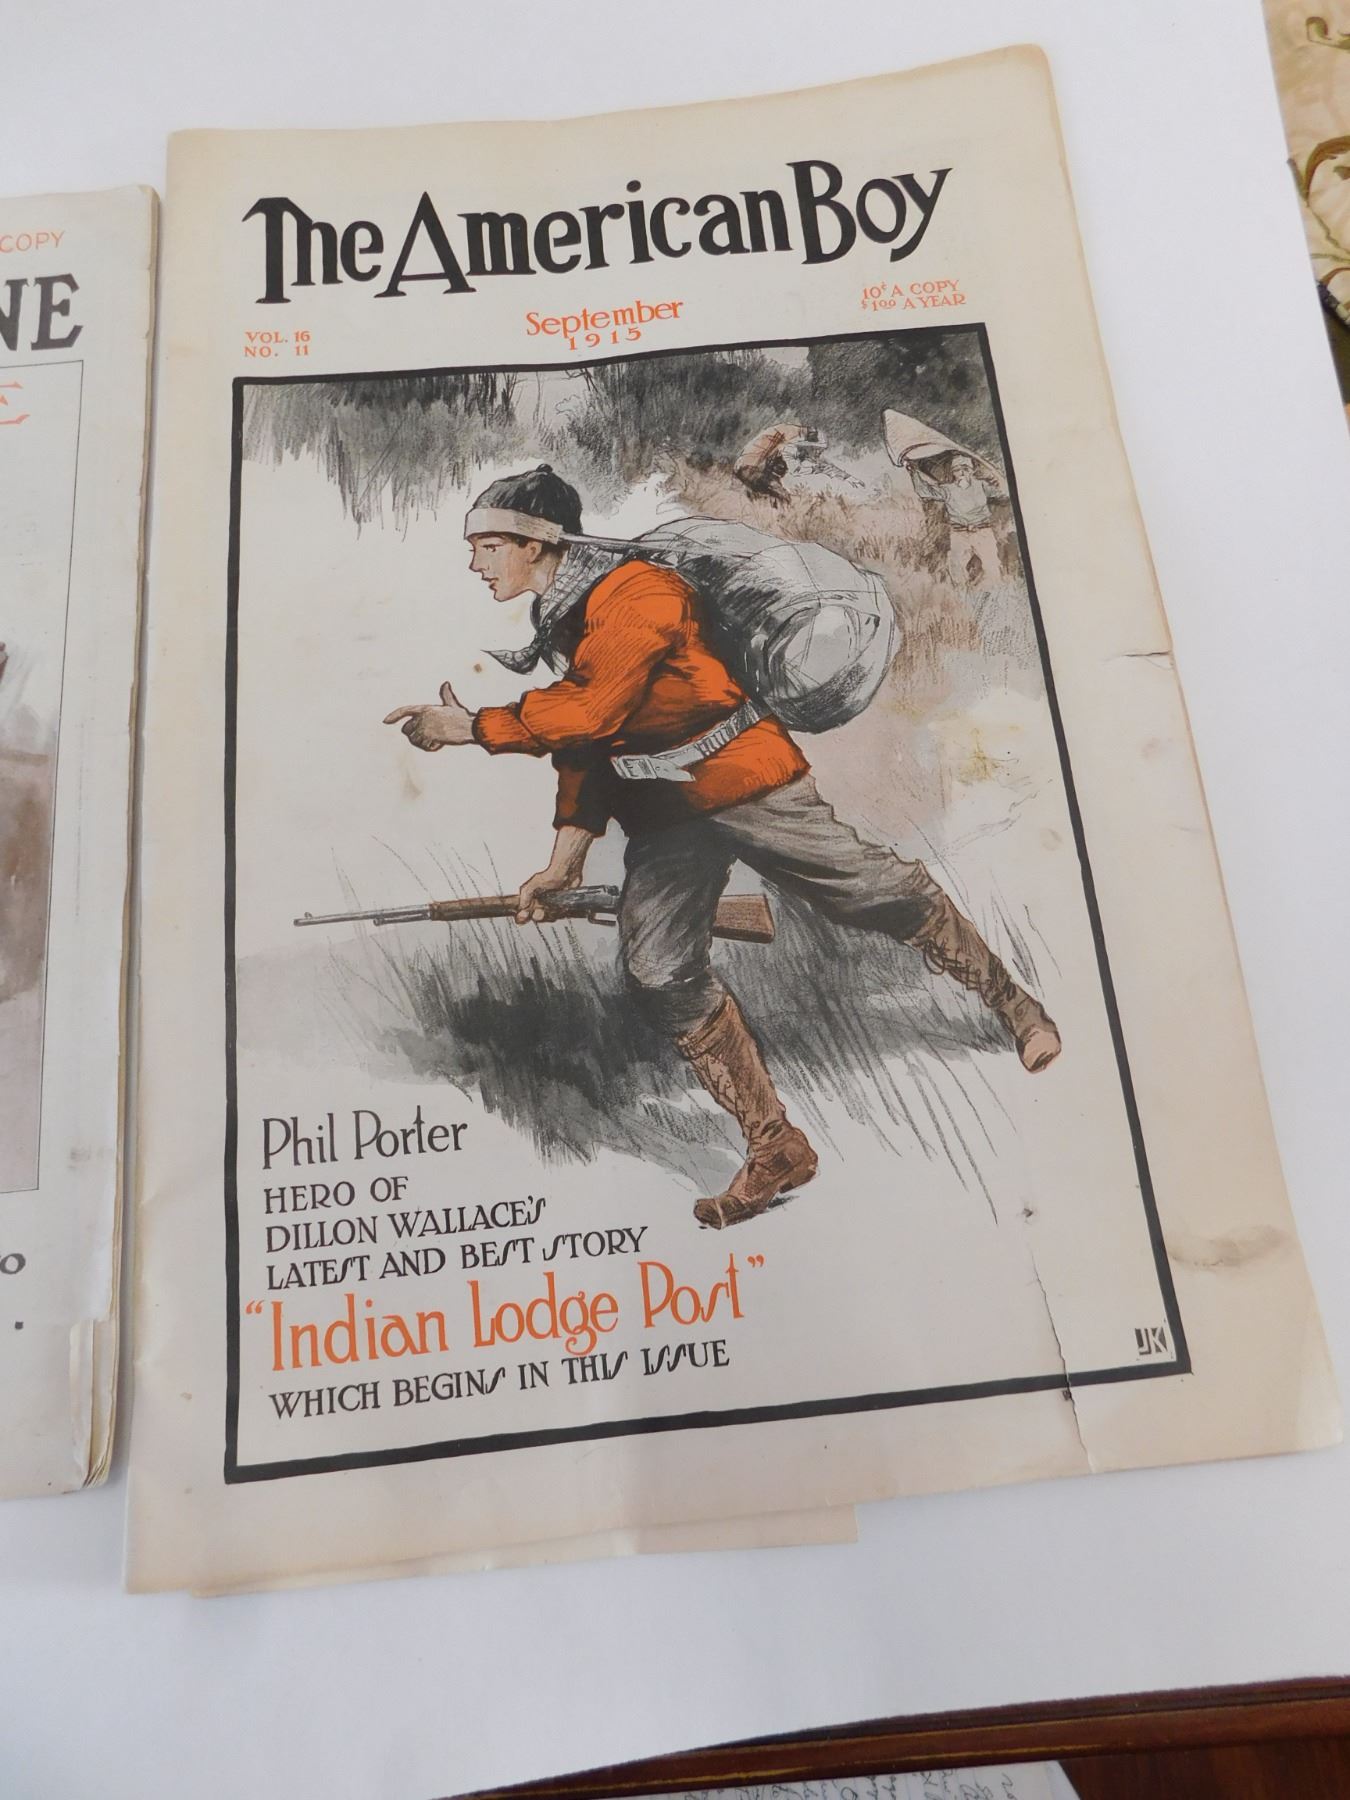 COPY
The American Boy
VOL. 16
NO. 11
September
1915
10¢ A COPY
$1.00 A YEAR
Phil Porter
HERO OF
DILLON WALLACE'S
LATEST AND BEST STORY
"Indian Lodge Post"
WHICH BEGINS IN THIS ISSUE
JK